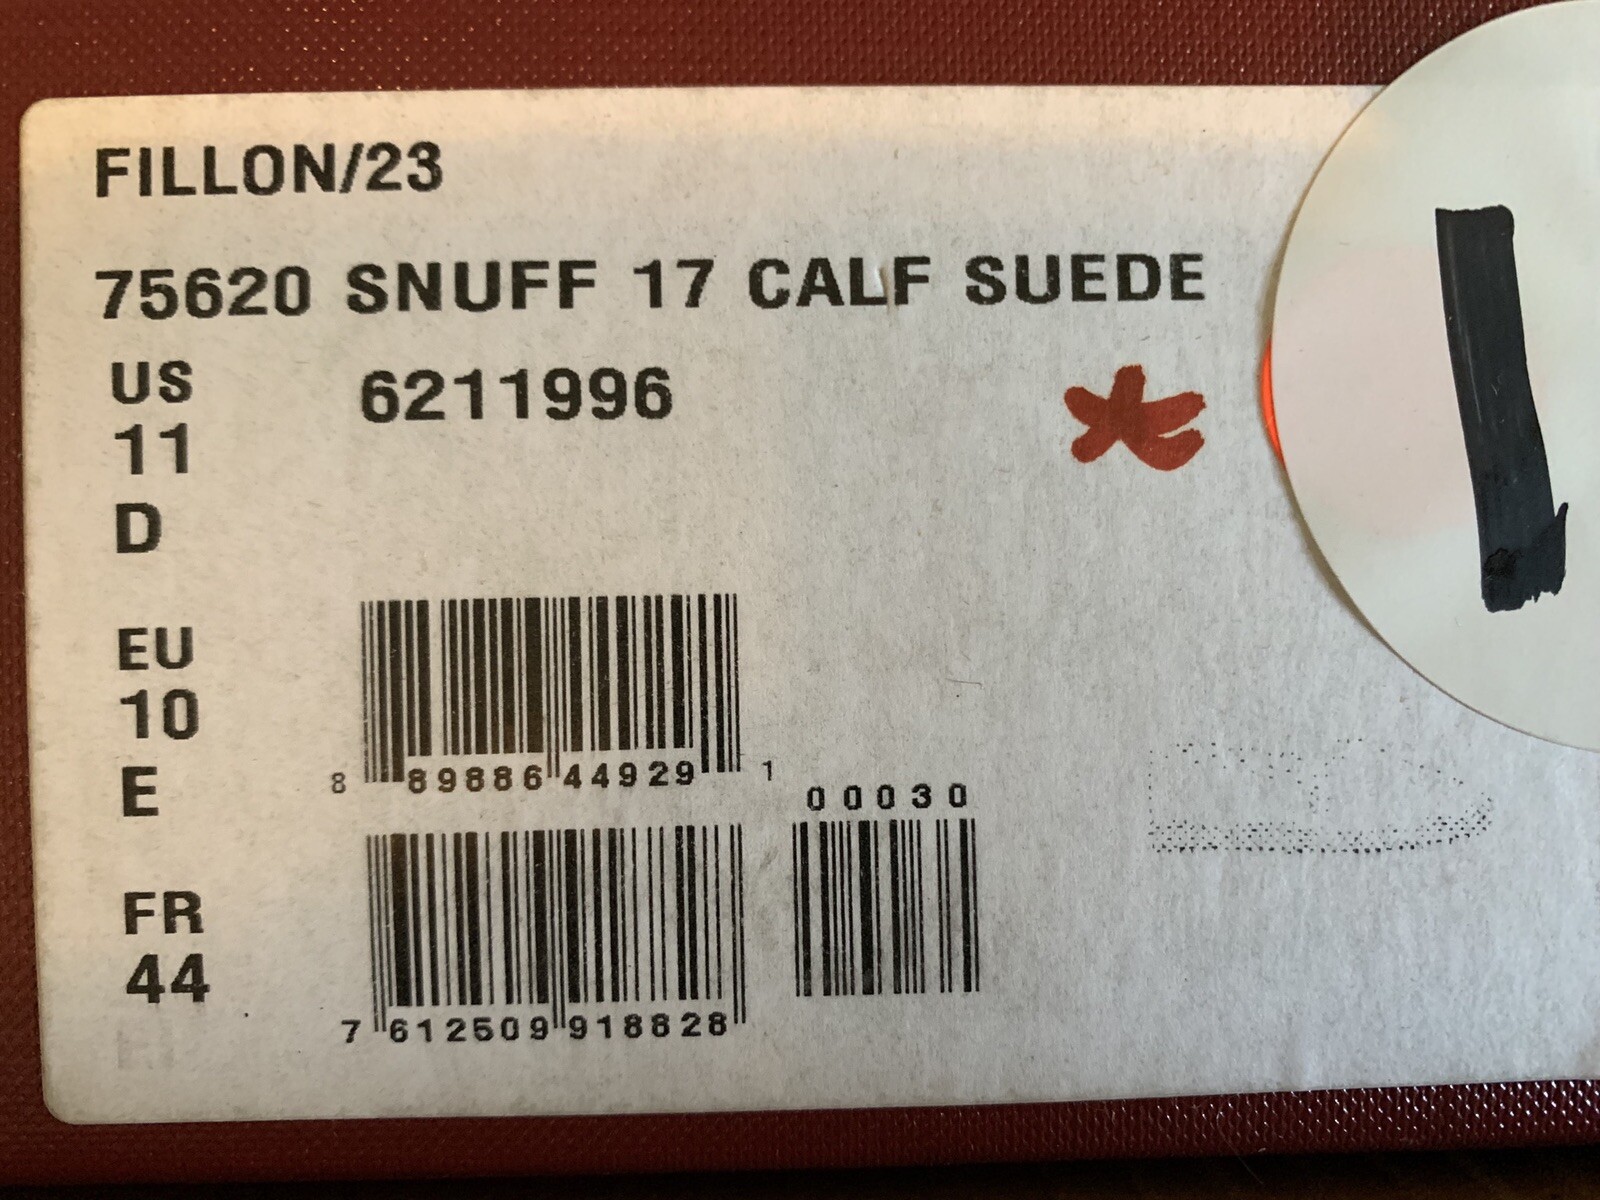 FILLON/23
75620 SNUFF 17 CALF SUEDE
US
11
D
6211996
EU
10
E
FR
44
8 89886 44929 1
00030
7 612509 918828